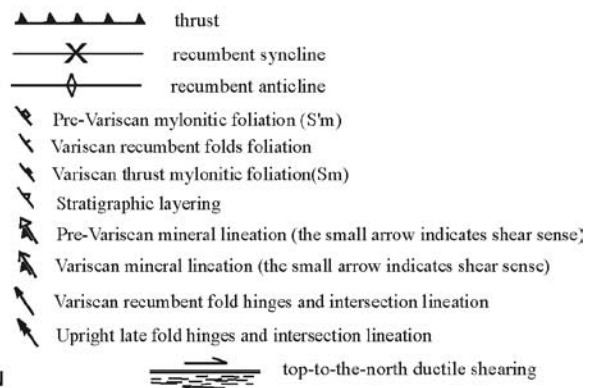 thrust
recumbent syncline
recumbent anticline
Pre-Variscan mylonitic foliation (S'm)
Variscan recumbent folds foliation
Variscan thrust mylonitic foliation(Sm)
Stratigraphic layering
Pre-Variscan mineral lineation (the small arrow indicates shear sense)
Variscan mineral lineation (the small arrow indicates shear sense)
Variscan recumbent fold hinges and intersection lineation
Upright late fold hinges and intersection lineation
top-to-the-north ductile shearing